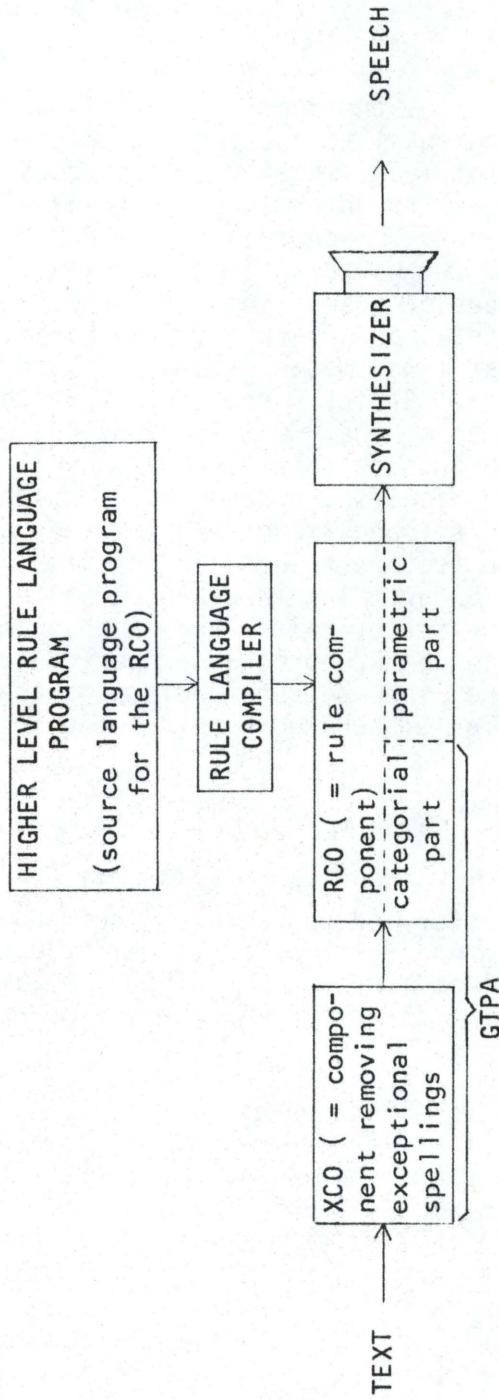 HIGHER LEVEL RULE LANGUAGE
PROGRAM
(source language program
for the RCO)
RULE LANGUAGE
COMPILER
TEXT
XCO ( = compo-
nent removing
exceptional
spellings
RCO ( = rule com-
ponent)
categorial
part
parametric
part
SYNTHESIZER
SPEECH
GTPA